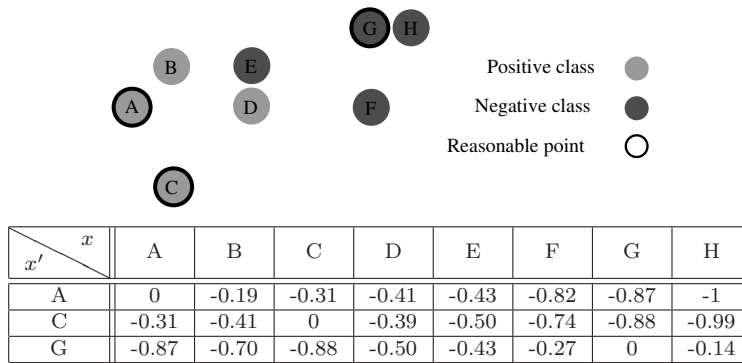 G H
B E Positive class
A D F Negative class
Reasonable point
C
x
x′ A B C D E F G H
A 0 -0.19 -0.31 -0.41 -0.43 -0.82 -0.87 -1
C -0.31 -0.41 0 -0.39 -0.50 -0.74 -0.88 -0.99
G -0.87 -0.70 -0.88 -0.50 -0.43 -0.27 0 -0.14